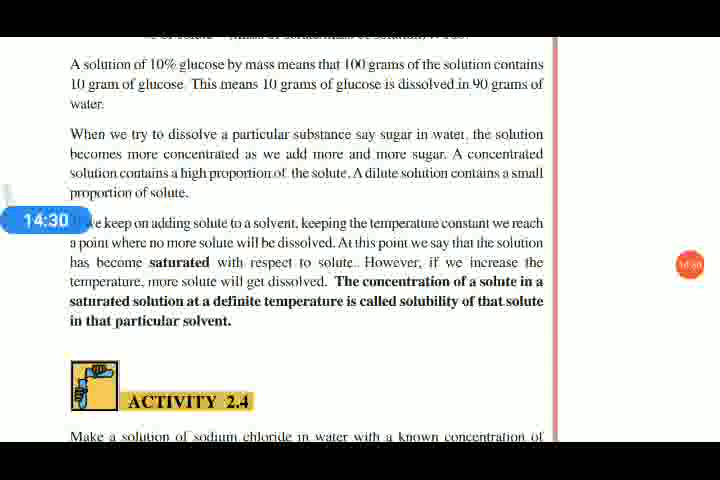 A solution of 10% glucose by mass means that 100 grams of the solution contains
10 gram of glucose. This means 10 grams of glucose is dissolved in 90 grams of
water.
When we try to dissolve a particular substance say sugar in water, the solution
becomes more concentrated as we add more and more sugar. A concentrated
solution contains a high proportion of the solute. A dilute solution contains a small
proportion of solute.
14:30
we keep on adding solute to a solvent, keeping the temperature constant we reach
a point where no more solute will be dissolved. At this point we say that the solution
has become saturated with respect to solute. However, if we increase the
14:30
temperature, more solute will get dissolved. The concentration of a solute in a
saturated solution at a definite temperature is called solubility of that solute
in that particular solvent.
ACTIVITY 2.4
Make a solution of sodium chloride in water with a known concentration of